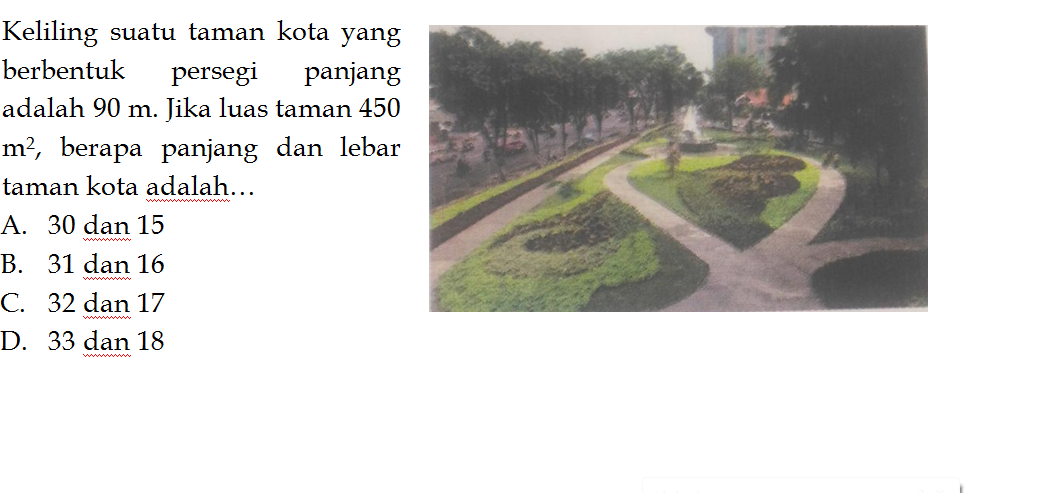 Keliling suatu taman kota yang
berbentuk persegi panjang
adalah 90 m. Jika luas taman 450
m², berapa panjang dan lebar
taman kota adalah...
A. 30 dan 15
B. 31 dan 16
C. 32 dan 17
D. 33 dan 18